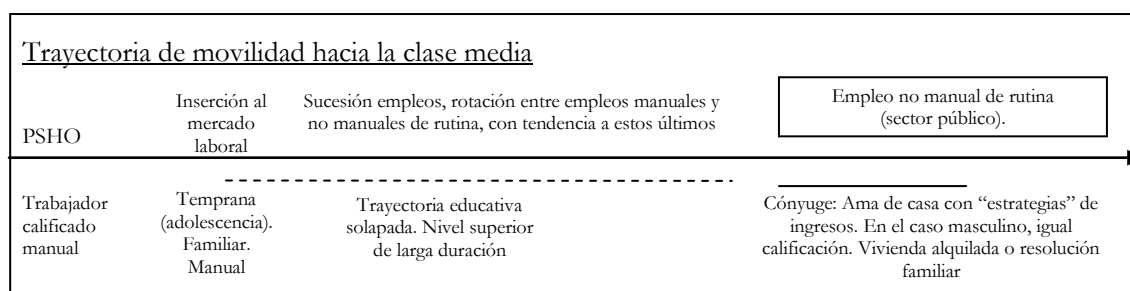 Trayectoria de movilidad hacia la clase media
PSHO
Inserción al
mercado
laboral
Sucesión empleos, rotación entre empleos manuales y
no manuales de rutina, con tendencia a estos últimos
Empleo no manual de rutina
(sector público).
Trabajador
calificado
manual
Temprana
(adolescencia).
Familiar.
Manual
Trayectoria educativa
solapada. Nivel superior
de larga duración
Cónyuge: Ama de casa con “estrategias” de
ingresos. En el caso masculino, igual
calificación. Vivienda alquilada o resolución
familiar